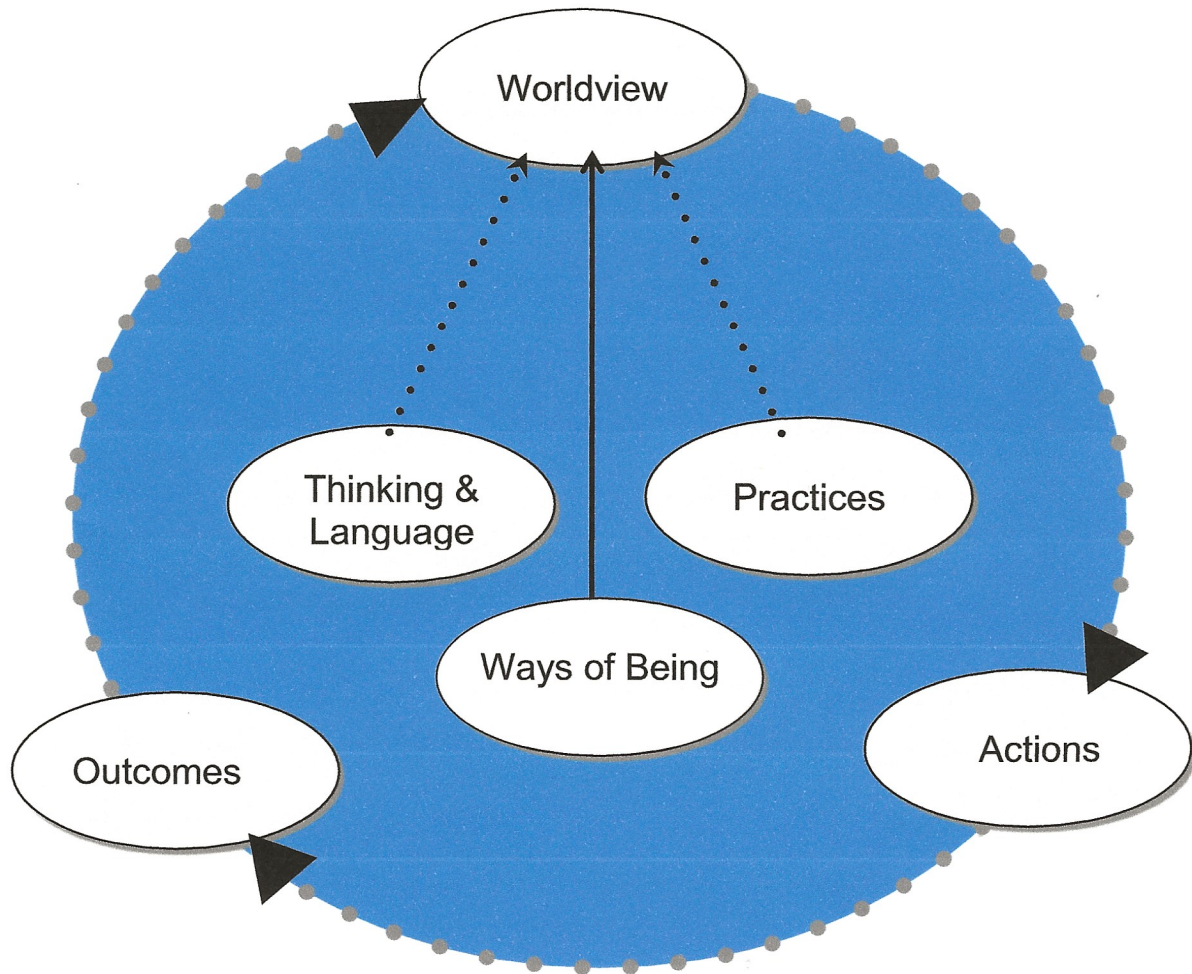 Worldview
Thinking &
Language
Practices
Ways of Being
Outcomes
Actions